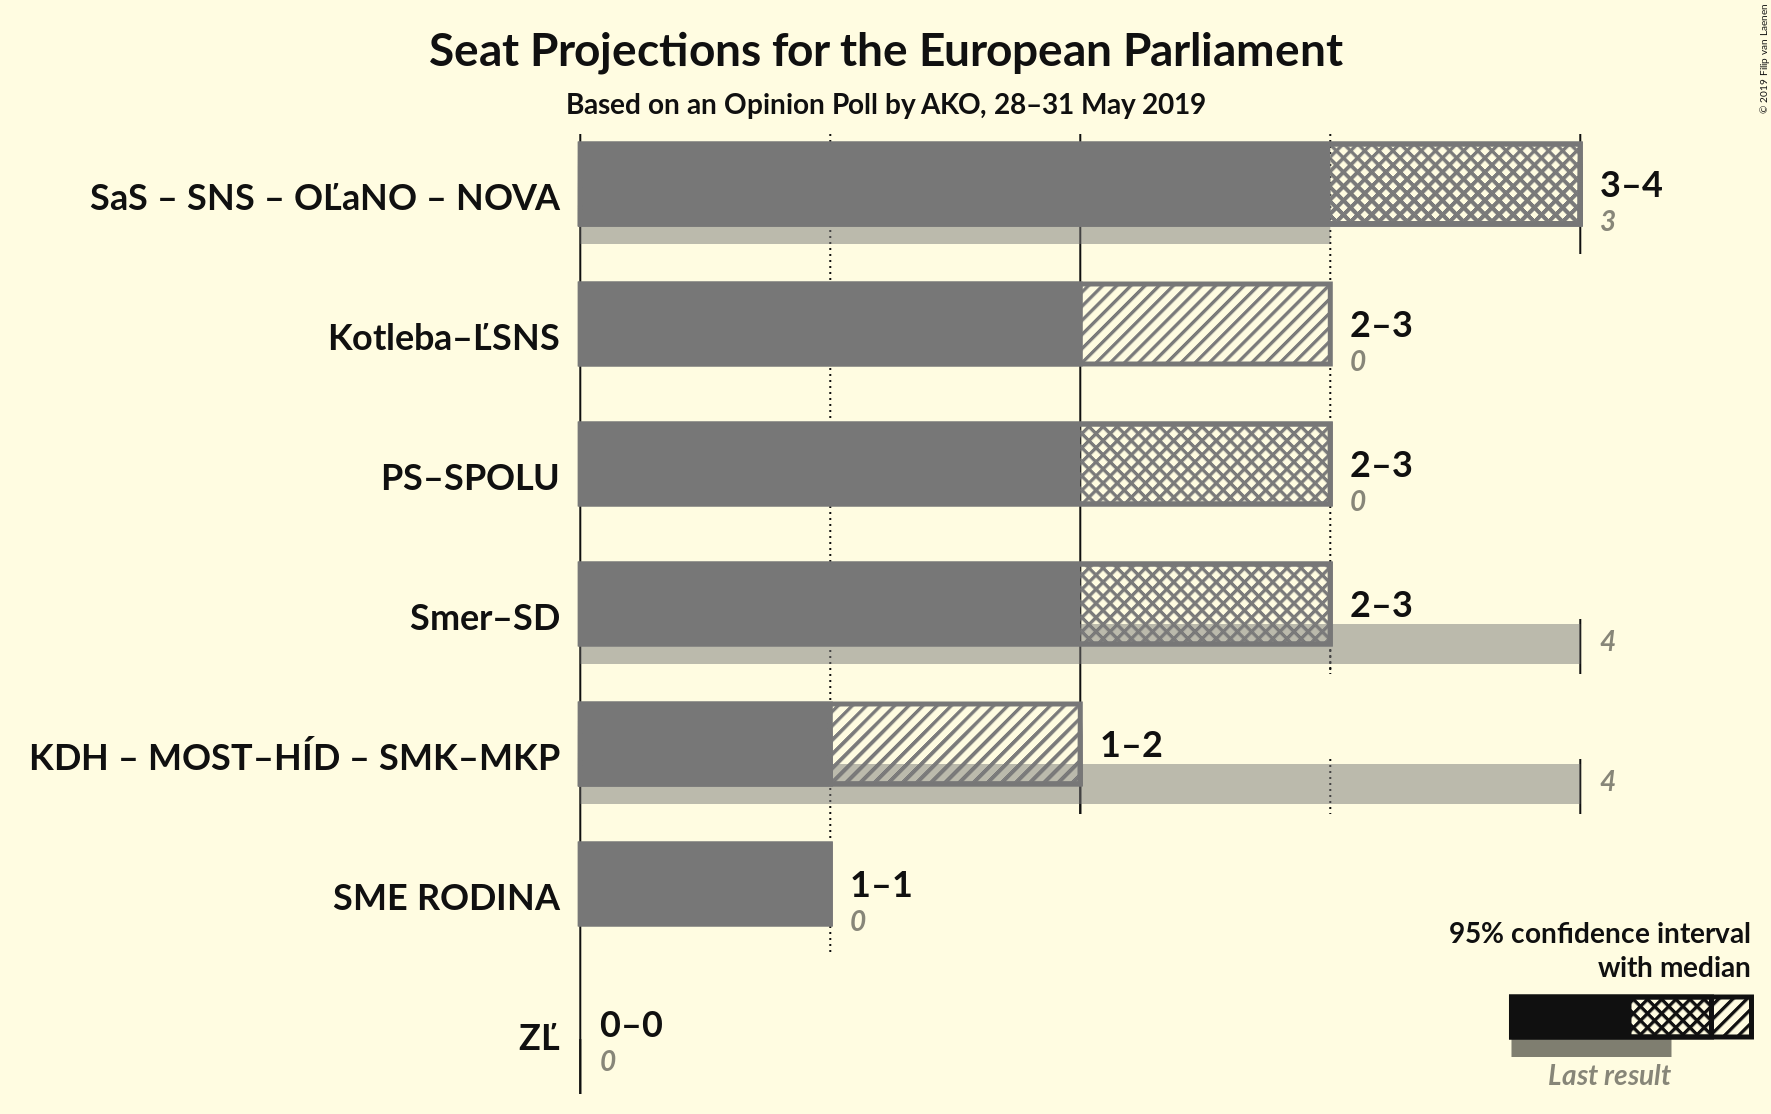 Seat Projections for the European Parliament
Based on an Opinion Poll by AKO, 28–31 May 2019
© 2019 Filip van Laenen
SaS – SNS – OĽaNO – NOVA
3–4
3
Kotleba–ĽSNS
2–3
0
PS–SPOLU
2–3
0
Smer–SD
2–3
4
KDH – MOST–HÍD – SMK–MKP
1–2
4
SME RODINA
1–1
0
ZĽ
0–0
0
95% confidence interval
with median
Last result